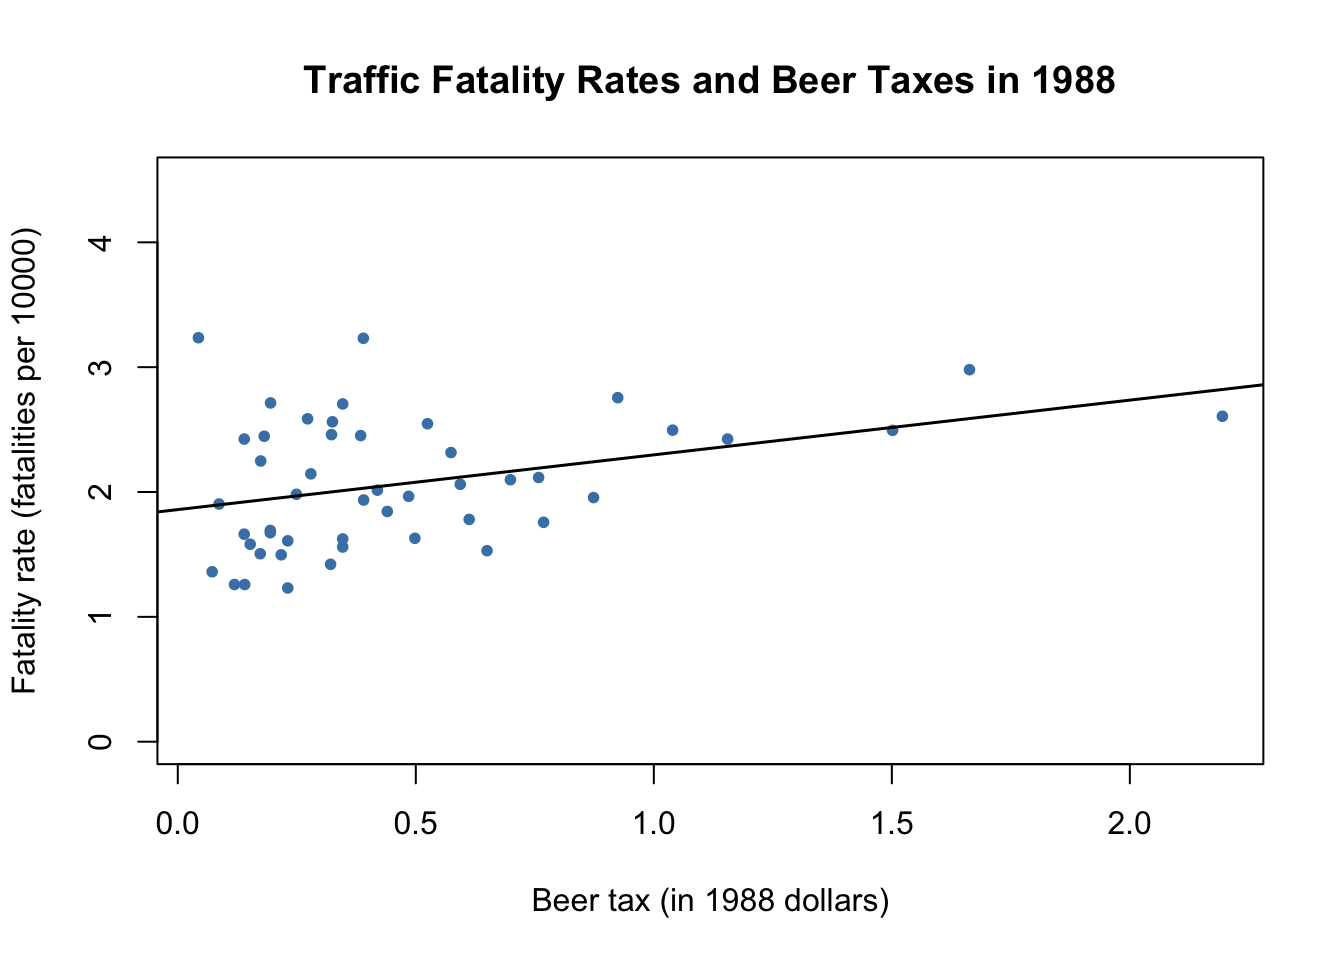 Traffic Fatality Rates and Beer Taxes in 1988
Fatality rate (fatalities per 10000)
4
3
2
1
0
0.0 0.5 1.0 1.5 2.0
Beer tax (in 1988 dollars)